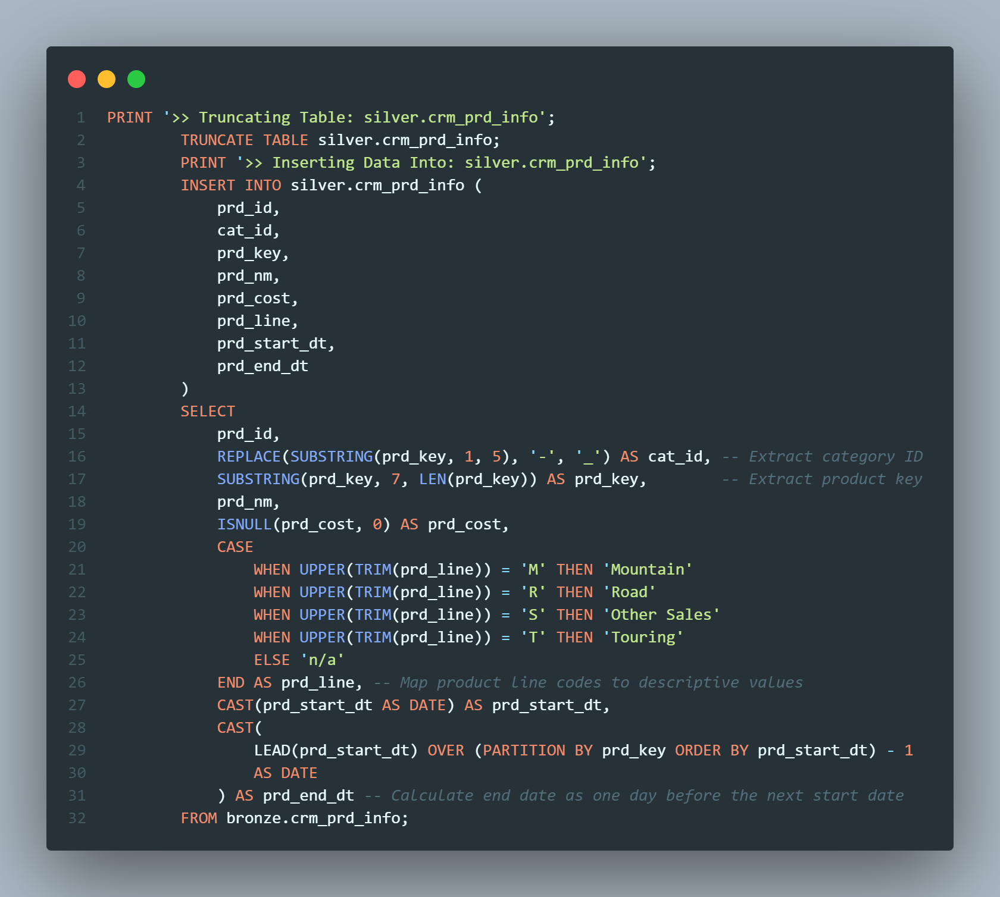 1 PRINT '>> Truncating Table: silver.crm_prd_info';
2         TRUNCATE TABLE silver.crm_prd_info;
3         PRINT '>> Inserting Data Into: silver.crm_prd_info';
4         INSERT INTO silver.crm_prd_info (
5             prd_id,
6             cat_id,
7             prd_key,
8             prd_nm,
9             prd_cost,
10             prd_line,
11             prd_start_dt,
12             prd_end_dt
13         )
14         SELECT
15             prd_id,
16             REPLACE(SUBSTRING(prd_key, 1, 5), '-', '_') AS cat_id, -- Extract category ID
17             SUBSTRING(prd_key, 7, LEN(prd_key)) AS prd_key,        -- Extract product key
18             prd_nm,
19             ISNULL(prd_cost, 0) AS prd_cost,
20             CASE
21                 WHEN UPPER(TRIM(prd_line)) = 'M' THEN 'Mountain'
22                 WHEN UPPER(TRIM(prd_line)) = 'R' THEN 'Road'
23                 WHEN UPPER(TRIM(prd_line)) = 'S' THEN 'Other Sales'
24                 WHEN UPPER(TRIM(prd_line)) = 'T' THEN 'Touring'
25                 ELSE 'n/a'
26             END AS prd_line, -- Map product line codes to descriptive values
27             CAST(prd_start_dt AS DATE) AS prd_start_dt,
28             CAST(
29                 LEAD(prd_start_dt) OVER (PARTITION BY prd_key ORDER BY prd_start_dt) - 1
30                 AS DATE
31             ) AS prd_end_dt -- Calculate end date as one day before the next start date
32         FROM bronze.crm_prd_info;